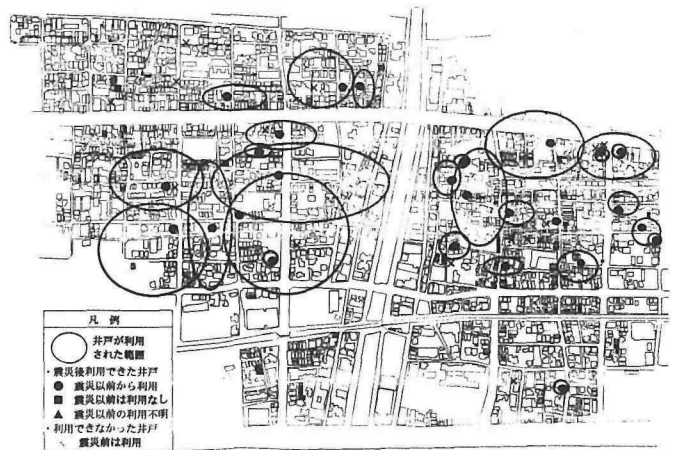 凡例
井戸が利用
された範囲
・震災後利用できた井戸
● 震災以前から利用
■ 震災以前は利用なし
▲ 震災以前の利用不明
・利用できなかった井戸
震災前は利用